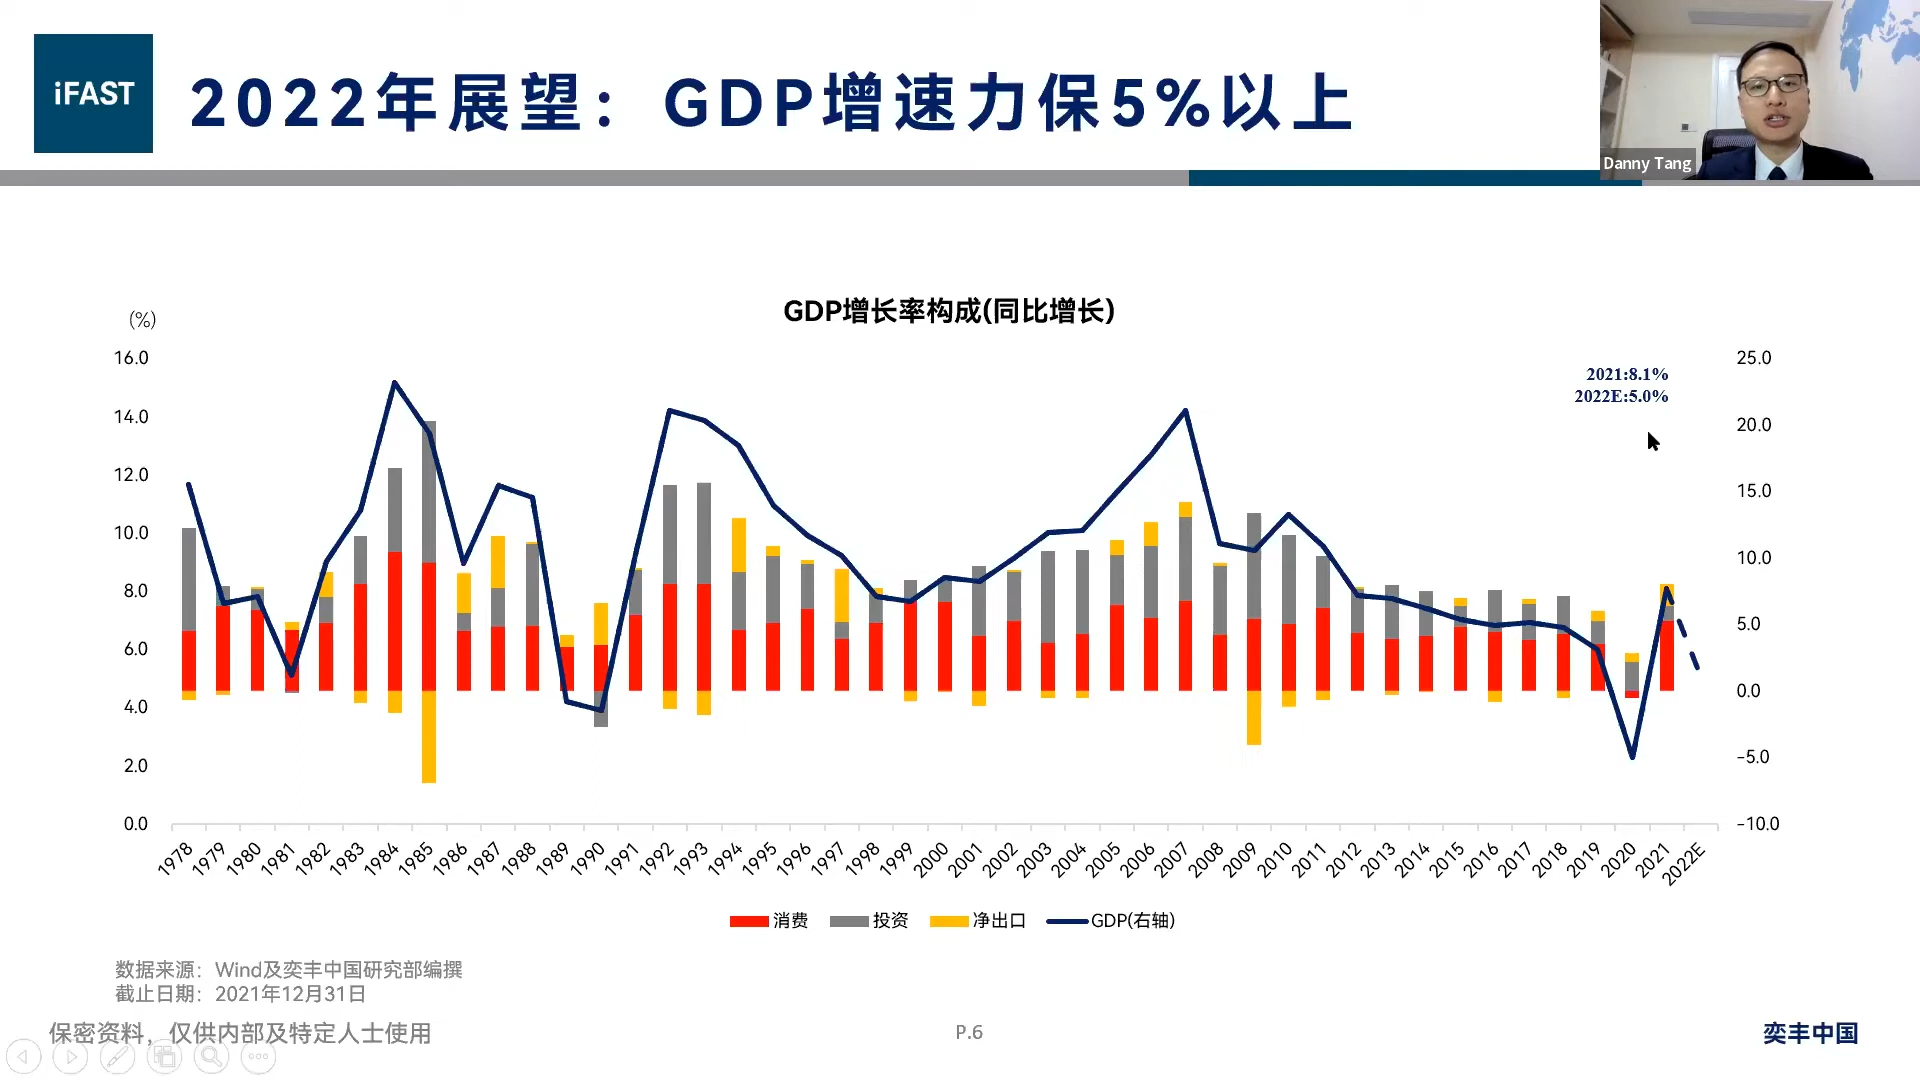 iFAST
2022年展望：GDP增速力保5%以上
Danny Tang
GDP增长率构成(同比增长)
(%)
16.0
14.0
12.0
10.0
8.0
6.0
4.0
2.0
0.0
2021:8.1%
2022E:5.0%
25.0
20.0
15.0
10.0
5.0
0.0
-5.0
-10.0
1978 1979 1980 1981 1982 1983 1984 1985 1986 1987 1988 1989 1990 1991 1992 1993 1994 1995 1996 1997 1998 1999 2000 2001 2002 2003 2004 2005 2006 2007 2008 2009 2010 2011 2012 2013 2014 2015 2016 2017 2018 2019 2020 2021 2022E
消费 投资 净出口 GDP(右轴)
数据来源：Wind及奕丰中国研究部编撰
截止日期：2021年12月31日
保密资料，仅供内部及特定人士使用
P.6
奕丰中国